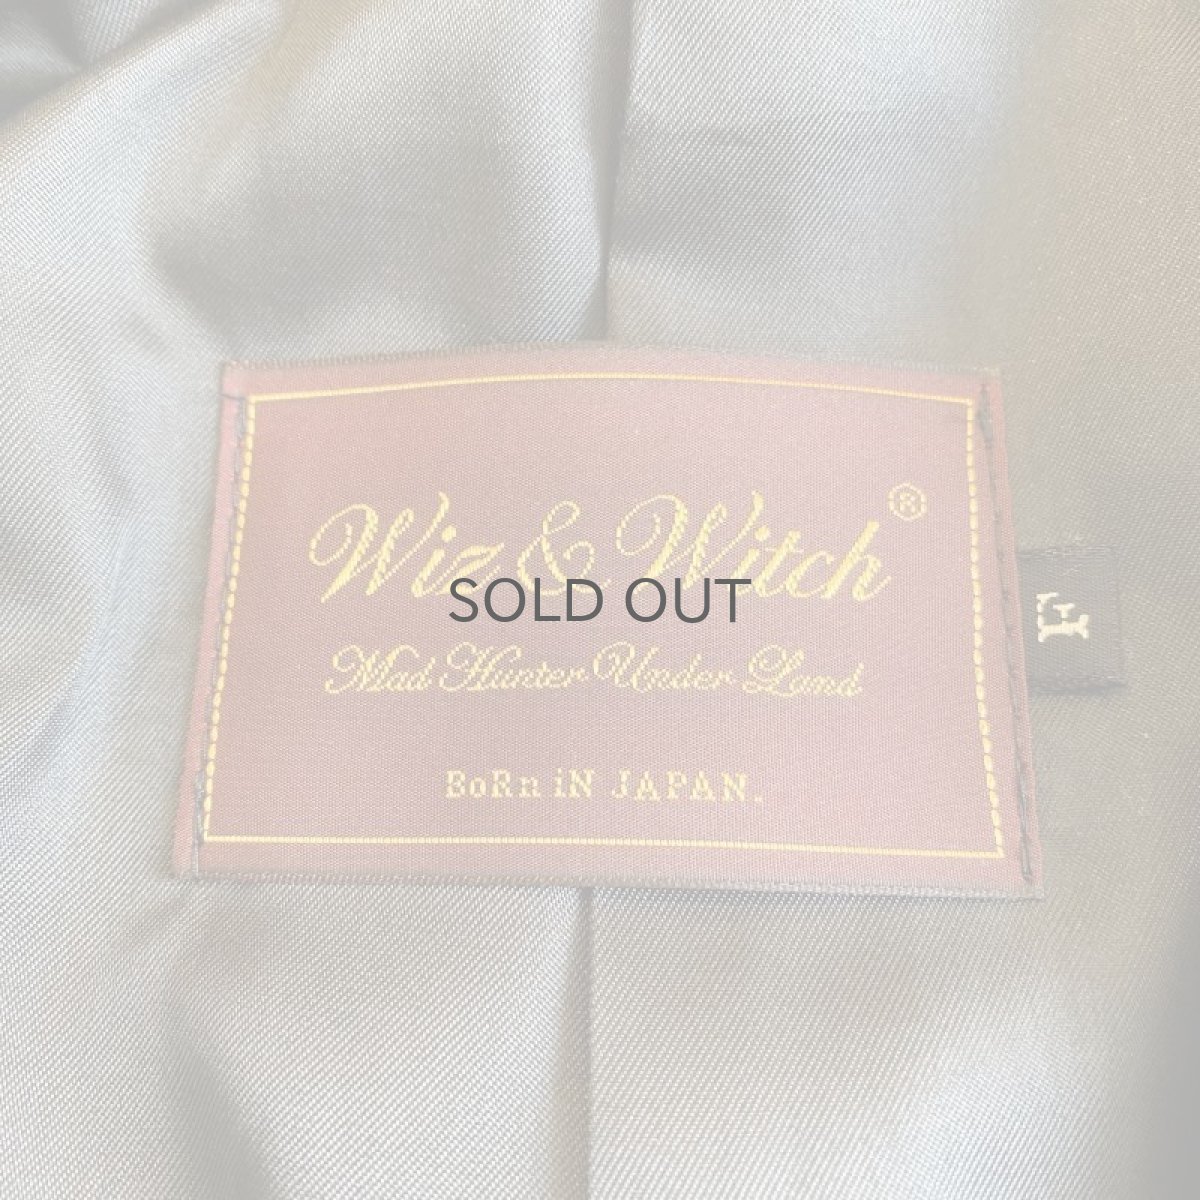 Wiz & Witch®
SOLD OUT
Mad Hunter Under Land
BoRn iN JAPAN.
F